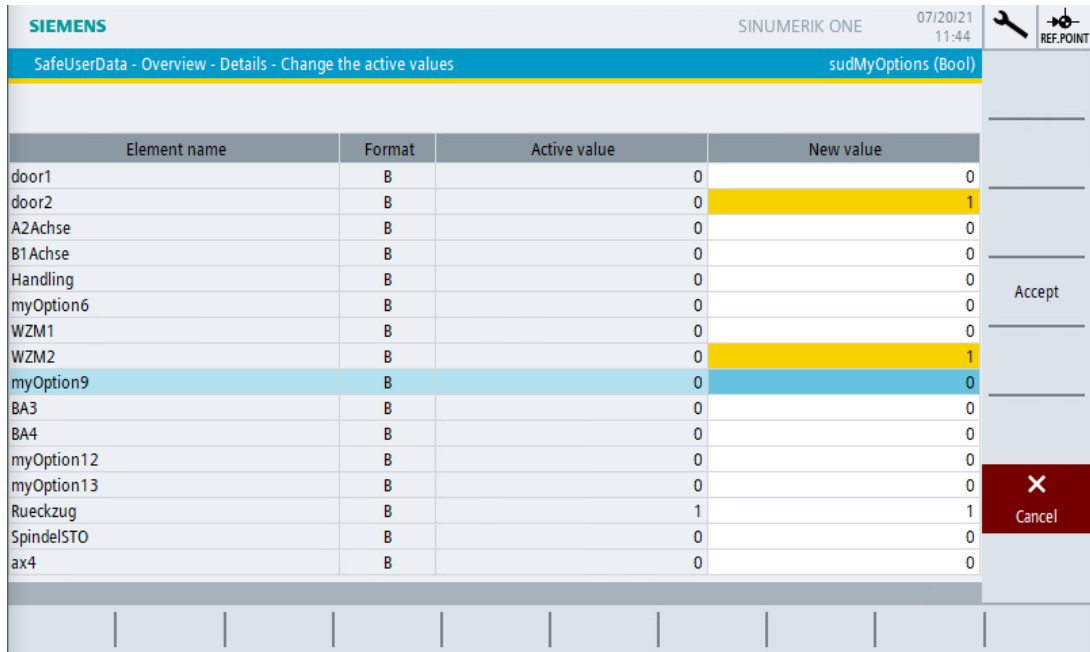 SIEMENS SINUMERIK ONE 07/20/21
11:44 REF.POINT
SafeUserData - Overview - Details - Change the active values sudMyOptions (Bool)
Element name Format Active value New value
door1 B 0 0
door2 B 0 1
A2Achse B 0 0
B1Achse B 0 0
Handling B 0 0
myOption6 B 0 0
WZM1 B 0 0
WZM2 B 0 1
myOption9 B 0 0
BA3 B 0 0
BA4 B 0 0
myOption12 B 0 0
myOption13 B 0 0
Rueckzug B 1 1
SpindelSTO B 0 0
ax4 B 0 0
Accept
Cancel